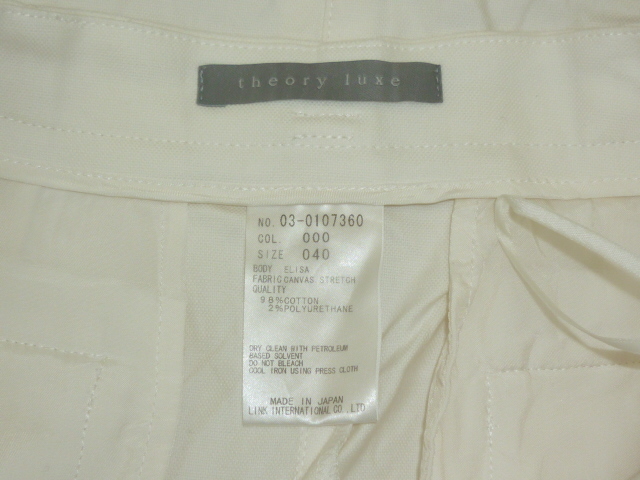 theory luxe
NO. 03-0107360
COL. 000
SIZE 040
BODY ELISA
FABRIC CANVAS STRETCH
QUALITY
98%COTTON
2%POLYURETHANE
DRY CLEAN WITH PETROLEUM
BASED SOLVENT
DO NOT BLEACH
COOL IRON USING PRESS CLOTH
MADE IN JAPAN
LINK INTERNATIONAL CO., LTD